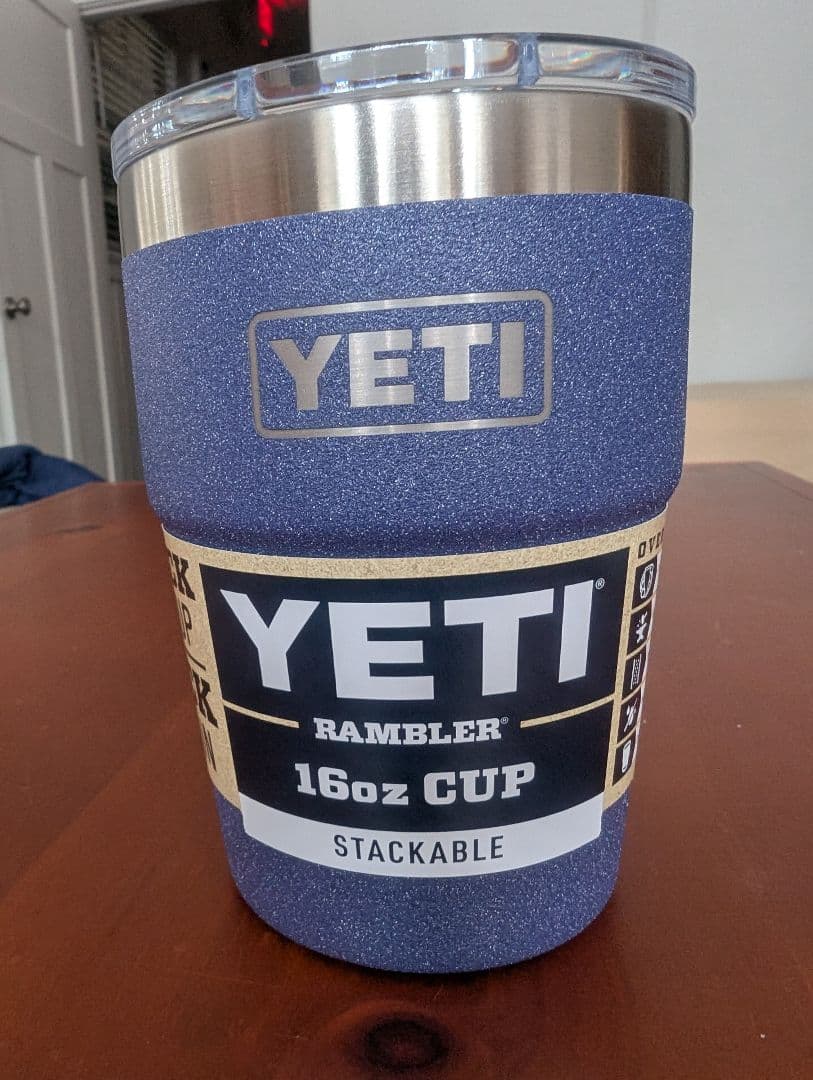 YETI
YETI®
RAMBLER®
16oz CUP
STACKABLE